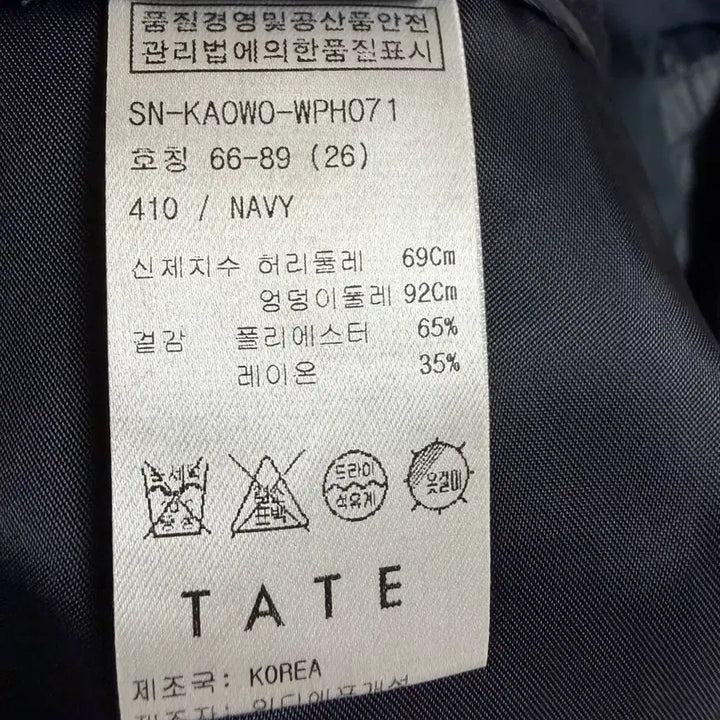 품질경영및공산품안전
관리법에의한품진표시
SN-KAOWO-WPH071
호칭 66-89 (26)
410 / NAVY
신제지수 허리둘레 69Cm
엉덩이둘레 92Cm
겉감 폴리에스터 65%
레이온 35%
드라이
석유계
옷걸이
TATE
제조국: KOREA